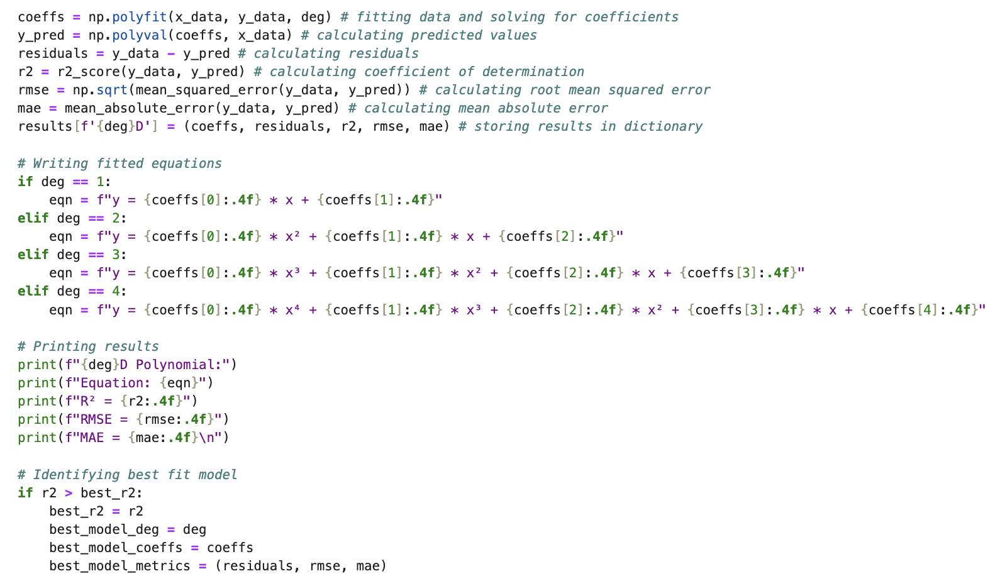 coeffs = np.polyfit(x_data, y_data, deg) # fitting data and solving for coefficients
y_pred = np.polyval(coeffs, x_data) # calculating predicted values
residuals = y_data - y_pred # calculating residuals
r2 = r2_score(y_data, y_pred) # calculating coefficient of determination
rmse = np.sqrt(mean_squared_error(y_data, y_pred)) # calculating root mean squared error
mae = mean_absolute_error(y_data, y_pred) # calculating mean absolute error
results[f'{deg}D'] = (coeffs, residuals, r2, rmse, mae) # storing results in dictionary

# Writing fitted equations
if deg == 1:
    eqn = f"y = {coeffs[0]:.4f} * x + {coeffs[1]:.4f}"
elif deg == 2:
    eqn = f"y = {coeffs[0]:.4f} * x² + {coeffs[1]:.4f} * x + {coeffs[2]:.4f}"
elif deg == 3:
    eqn = f"y = {coeffs[0]:.4f} * x³ + {coeffs[1]:.4f} * x² + {coeffs[2]:.4f} * x + {coeffs[3]:.4f}"
elif deg == 4:
    eqn = f"y = {coeffs[0]:.4f} * x⁴ + {coeffs[1]:.4f} * x³ + {coeffs[2]:.4f} * x² + {coeffs[3]:.4f} * x + {coeffs[4]:.4f}"

# Printing results
print(f"{deg}D Polynomial:")
print(f"Equation: {eqn}")
print(f"R² = {r2:.4f}")
print(f"RMSE = {rmse:.4f}")
print(f"MAE = {mae:.4f}\n")

# Identifying best fit model
if r2 > best_r2:
    best_r2 = r2
    best_model_deg = deg
    best_model_coeffs = coeffs
    best_model_metrics = (residuals, rmse, mae)